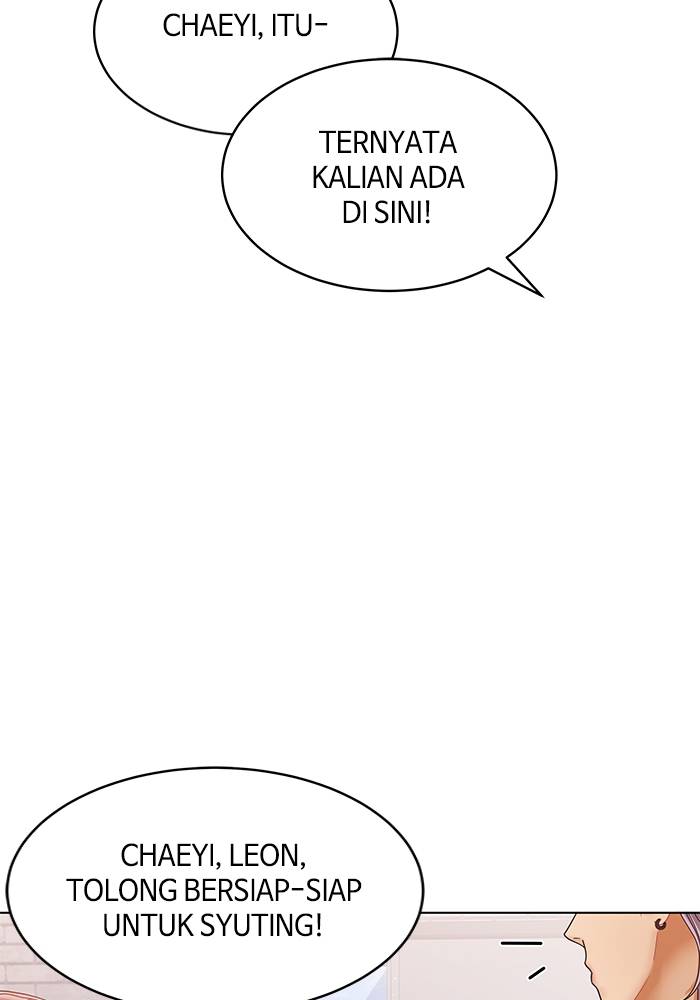 CHAEYI, ITU-
TERNYATA
KALIAN ADA
DI SINI!
CHAEYI, LEON,
TOLONG BERSIAP-SIAP
UNTUK SYUTING!